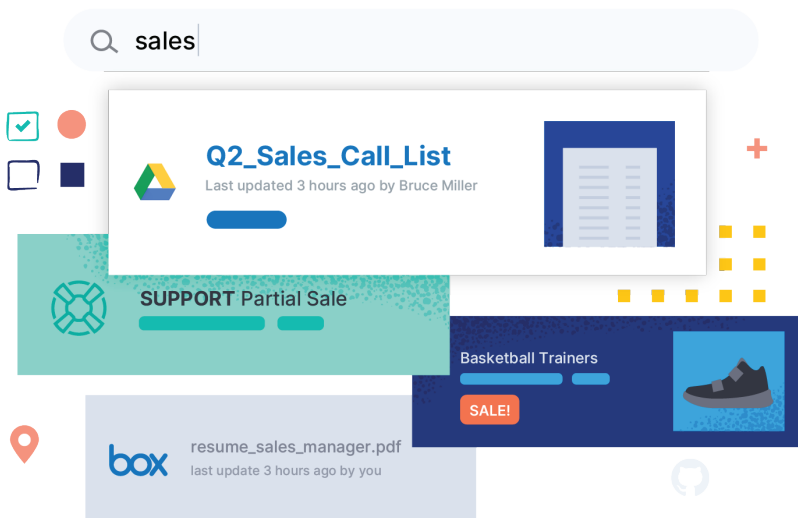 sales
Q2_Sales_Call_List
Last updated 3 hours ago by Bruce Miller
SUPPORT Partial Sale
Basketball Trainers
SALE!
box
resume_sales_manager.pdf
last update 3 hours ago by you